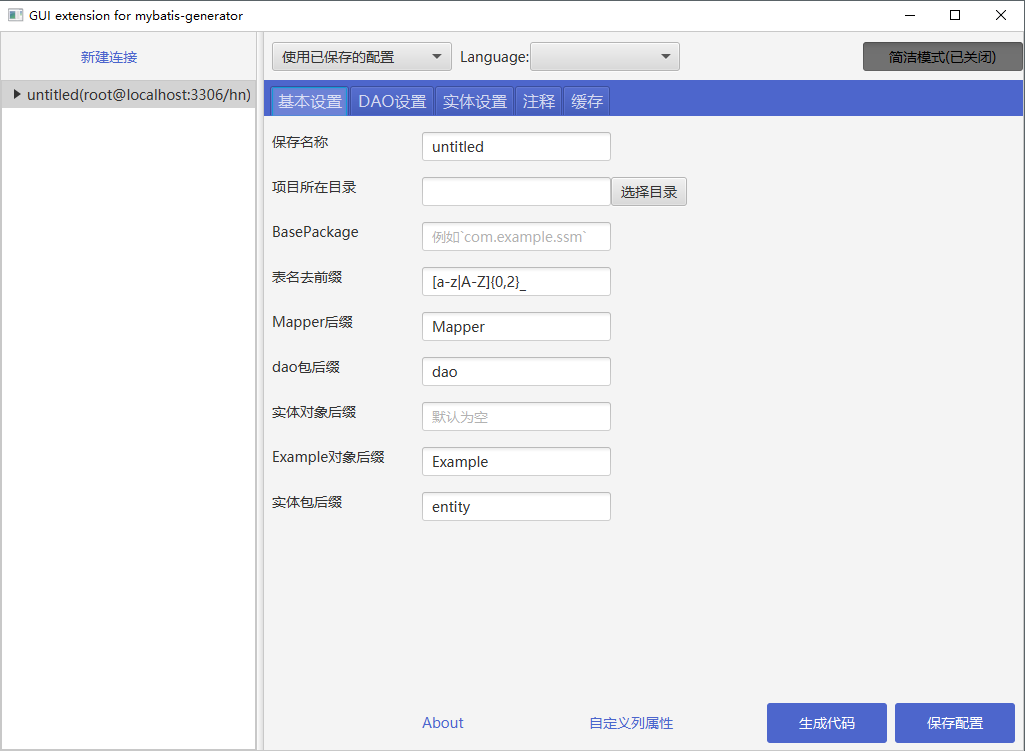 GUI extension for mybatis-generator
新建连接
untitled(root@localhost:3306/hn)
使用已保存的配置
Language:
简洁模式(已关闭)
基本设置
DAO设置
实体设置
注释
缓存
保存名称
untitled
项目所在目录
选择目录
BasePackage
例如`com.example.ssm`
表名去前缀
[a-z|A-Z]{0,2}_
Mapper后缀
Mapper
dao包后缀
dao
实体对象后缀
默认为空
Example对象后缀
Example
实体包后缀
entity
About
自定义列属性
生成代码
保存配置